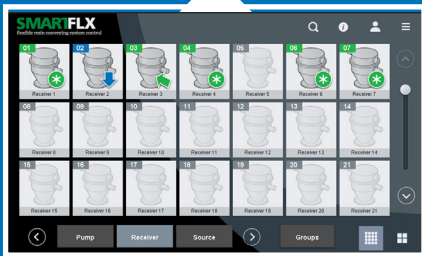 SMARTFLX
flexible resin conveying system control
01 02 03 04 05 06 07
Receiver 1 Receiver 2 Receiver 3 Receiver 4 Receiver 5 Receiver 6 Receiver 7
08 09 10 11 12 13 14
Receiver 8 Receiver 9 Receiver 10 Receiver 11 Receiver 12 Receiver 13 Receiver 14
15 16 17 18 19 20 21
Receiver 15 Receiver 16 Receiver 17 Receiver 18 Receiver 19 Receiver 20 Receiver 21
Pump Receiver Source Groups